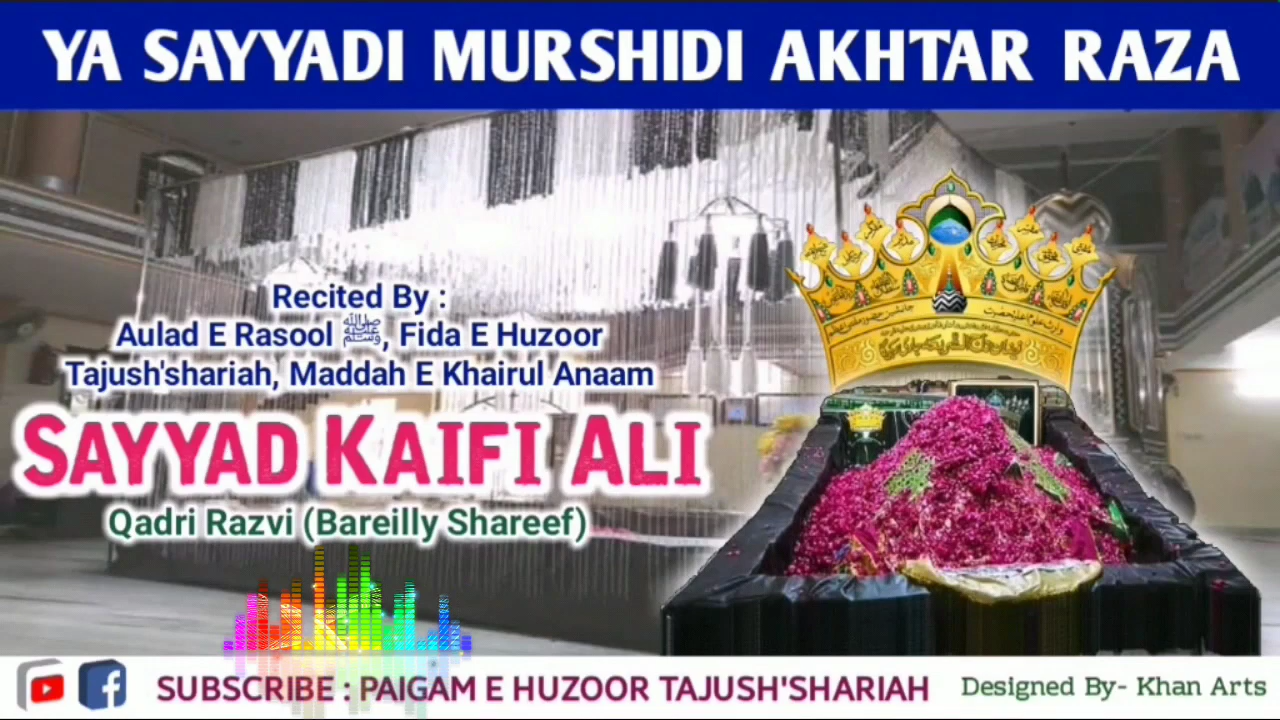 YA SAYYADI MURSHIDI AKHTAR RAZA
Recited By :
Aulad E Rasool ﷺ, Fida E Huzoor
Tajush'shariah, Maddah E Khairul Anaam
SAYYAD KAIFI ALI
Qadri Razvi (Bareilly Shareef)
SUBSCRIBE : PAIGAM E HUZOOR TAJUSH'SHARIAH
Designed By- Khan Arts